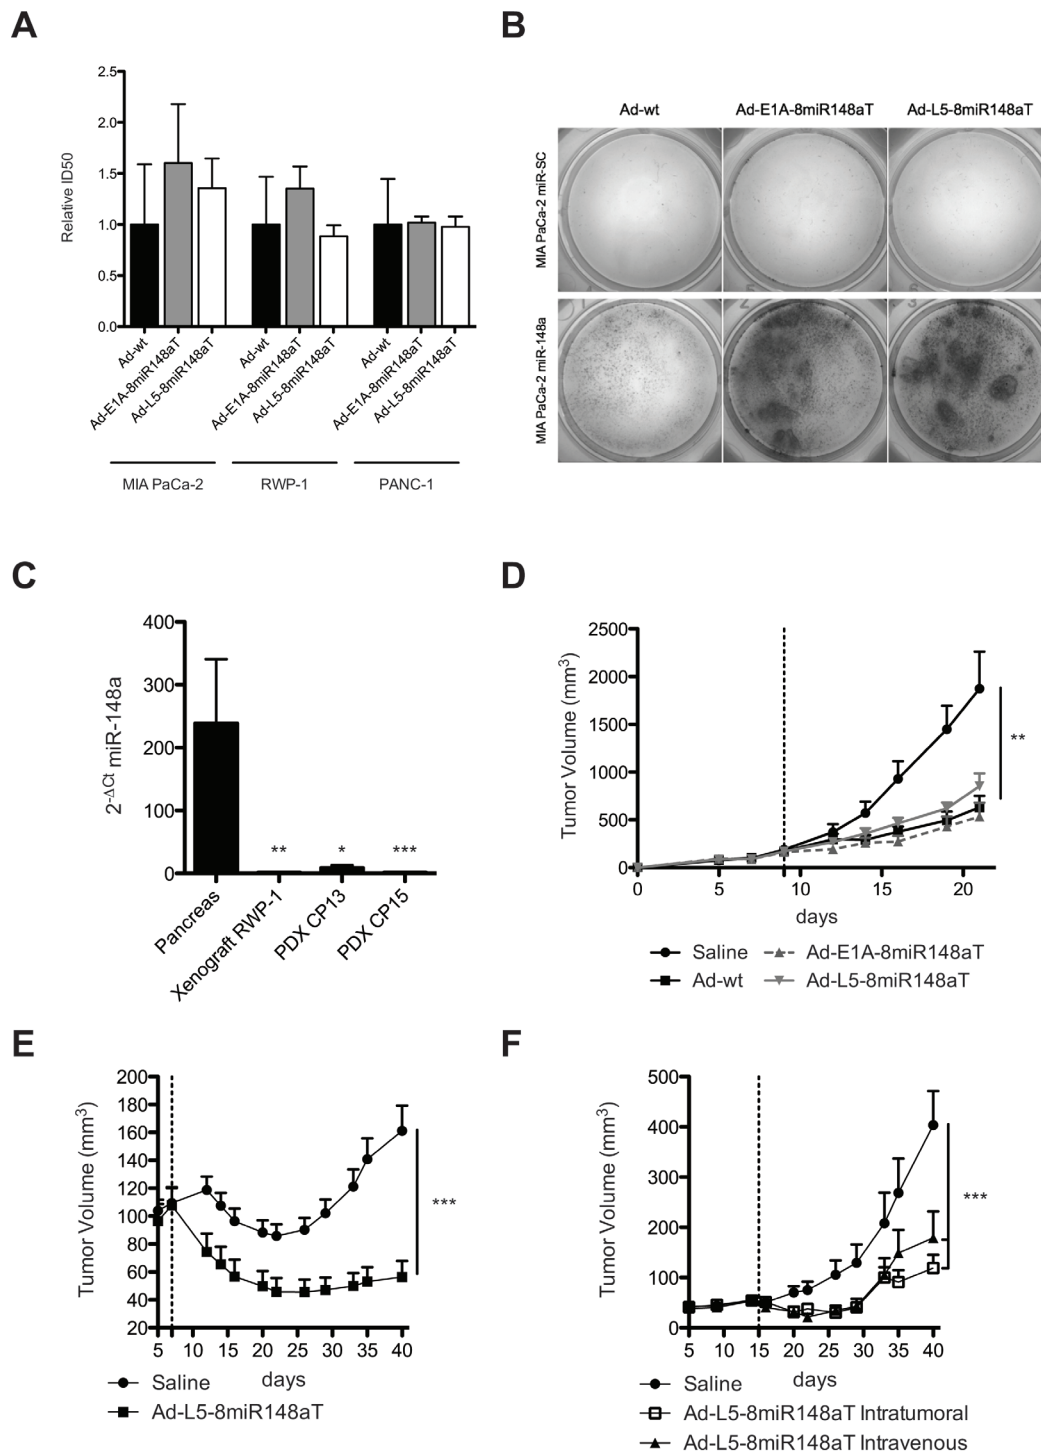 A
Relative ID50
2.5
2.0
1.5
1.0
0.5
0.0
Ad-wt
Ad-E1A-8miR148aT
Ad-L5-8miR148aT
Ad-wt
Ad-E1A-8miR148aT
Ad-L5-8miR148aT
Ad-wt
Ad-E1A-8miR148aT
Ad-L5-8miR148aT
MIA PaCa-2
RWP-1
PANC-1
B
Ad-wt
Ad-E1A-8miR148aT
Ad-L5-8miR148aT
MIA PaCa-2 miR-SC
MIA PaCa-2 miR-148a
C
2-ΔCt miR-148a
400
300
200
100
0
**
*
***
Pancreas
Xenograft RWP-1
PDX CP13
PDX CP15
D
Tumor Volume (mm3)
2500
2000
1500
1000
500
0
0 5 10 15 20
days
**
Saline
Ad-E1A-8miR148aT
Ad-wt
Ad-L5-8miR148aT
E
Tumor Volume (mm3)
200
180
160
140
120
100
80
60
40
20
5 10 15 20 25 30 35 40
days
***
Saline
Ad-L5-8miR148aT
F
Tumor Volume (mm3)
500
400
300
200
100
0
5 10 15 20 25 30 35 40
days
***
Saline
Ad-L5-8miR148aT Intratumoral
Ad-L5-8miR148aT Intravenous